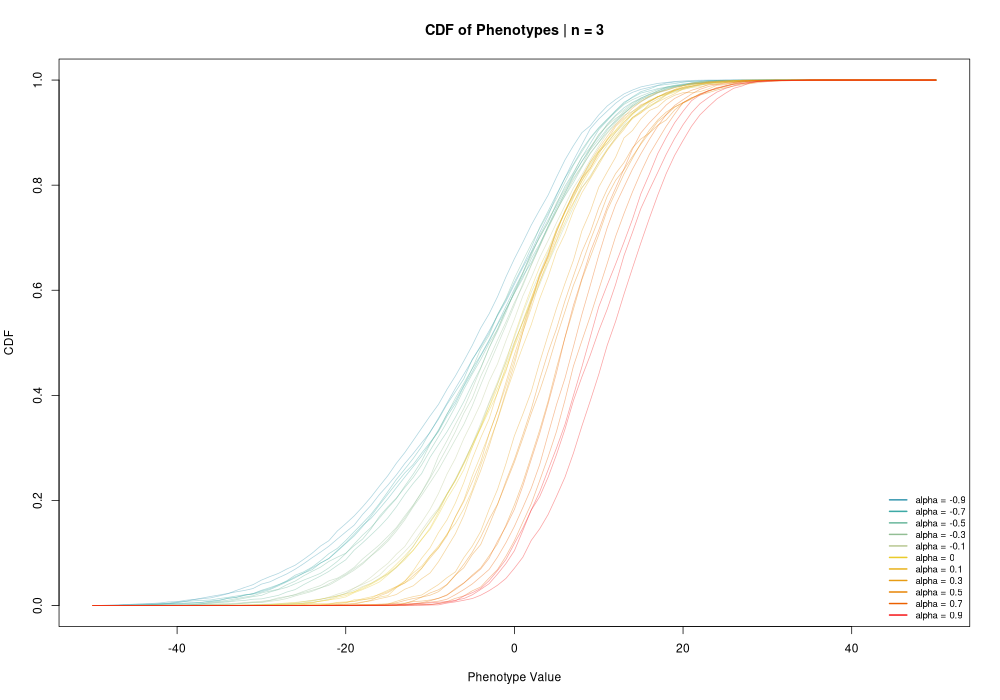 CDF of Phenotypes | n = 3
CDF
1.0
0.8
0.6
0.4
0.2
0.0
-40
-20
0
20
40
Phenotype Value
alpha = -0.9
alpha = -0.7
alpha = -0.5
alpha = -0.3
alpha = -0.1
alpha = 0
alpha = 0.1
alpha = 0.3
alpha = 0.5
alpha = 0.7
alpha = 0.9